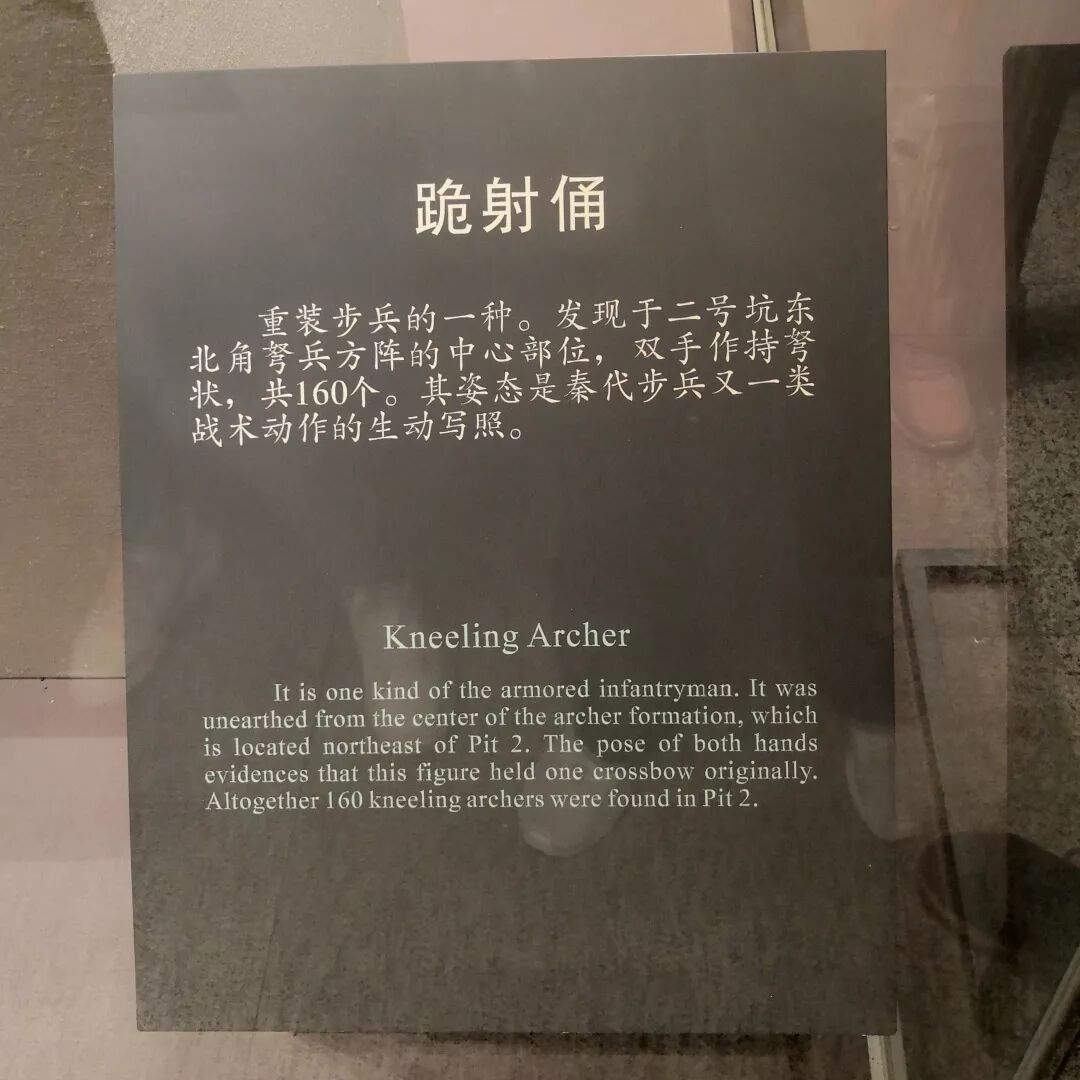 跪射俑
重装步兵的一种。发现于二号坑东
北角弩兵方阵的中心部位，双手作持弩
状，共160个。其姿态是秦代步兵又一类
战术动作的生动写照。
Kneeling Archer
It is one kind of the armored infantryman. It was
unearthed from the center of the archer formation, which
is located northeast of Pit 2. The pose of both hands
evidences that this figure held one crossbow originally.
Altogether 160 kneeling archers were found in Pit 2.